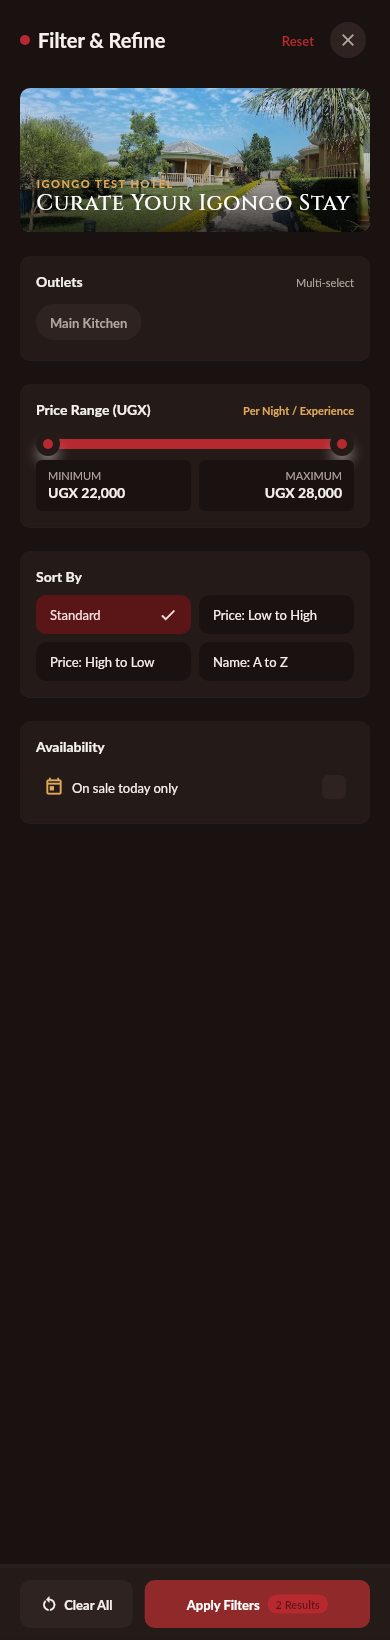 Filter & Refine
Reset
IGONGO TEST HOTEL
Curate Your Igongo Stay
Outlets
Multi-select
Main Kitchen
Price Range (UGX)
Per Night / Experience
MINIMUM
UGX 22,000
MAXIMUM
UGX 28,000
Sort By
Standard
Price: Low to High
Price: High to Low
Name: A to Z
Availability
On sale today only
Clear All
Apply Filters
2 Results